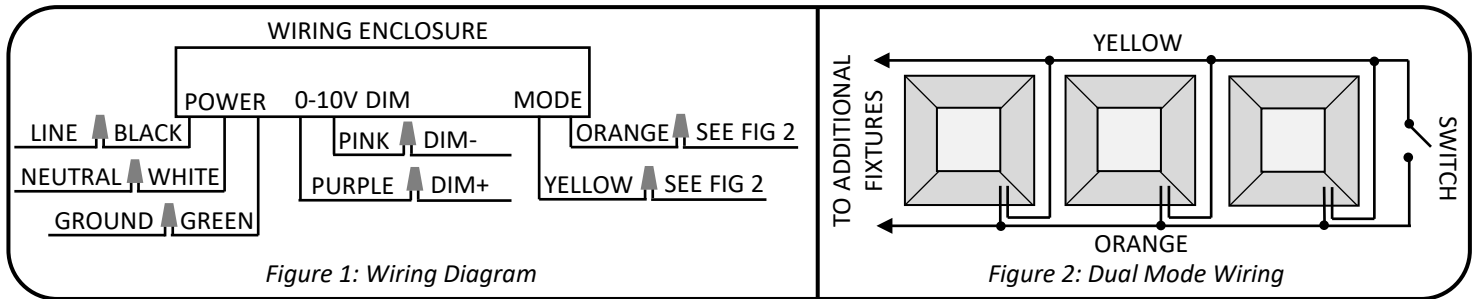 WIRING ENCLOSURE
POWER 0-10V DIM MODE
LINE BLACK
PINK DIM-
ORANGE SEE FIG 2
NEUTRAL WHITE
PURPLE DIM+
YELLOW SEE FIG 2
GROUND GREEN
Figure 1: Wiring Diagram
YELLOW
TO ADDITIONAL
FIXTURES
SWITCH
ORANGE
Figure 2: Dual Mode Wiring